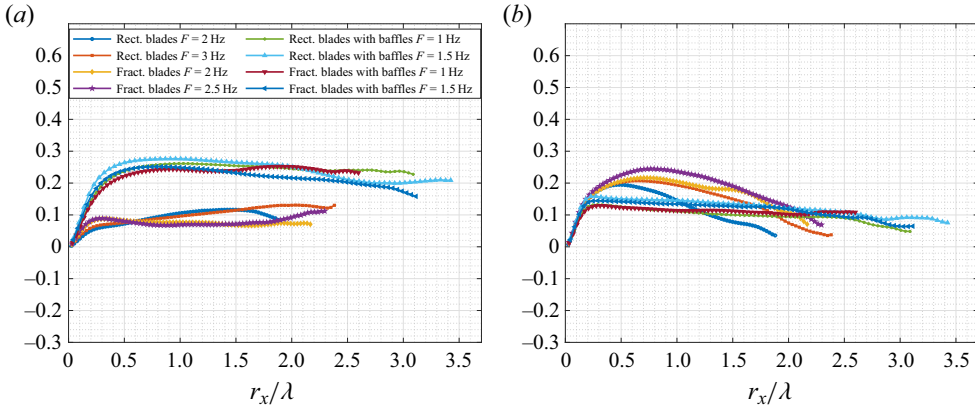 (a)
(b)
0.6
0.5
0.4
0.3
0.2
0.1
0
–0.1
–0.2
–0.3
Rect. blades F = 2 Hz
Rect. blades F = 3 Hz
Fract. blades F = 2 Hz
Fract. blades F = 2.5 Hz
Rect. blades with baffles F = 1 Hz
Rect. blades with baffles F = 1.5 Hz
Fract. blades with baffles F = 1 Hz
Fract. blades with baffles F = 1.5 Hz
0 0.5 1.0 1.5 2.0 2.5 3.0 3.5
r_x/λ
0.6
0.5
0.4
0.3
0.2
0.1
0
–0.1
–0.2
–0.3
0 0.5 1.0 1.5 2.0 2.5 3.0 3.5
r_x/λ